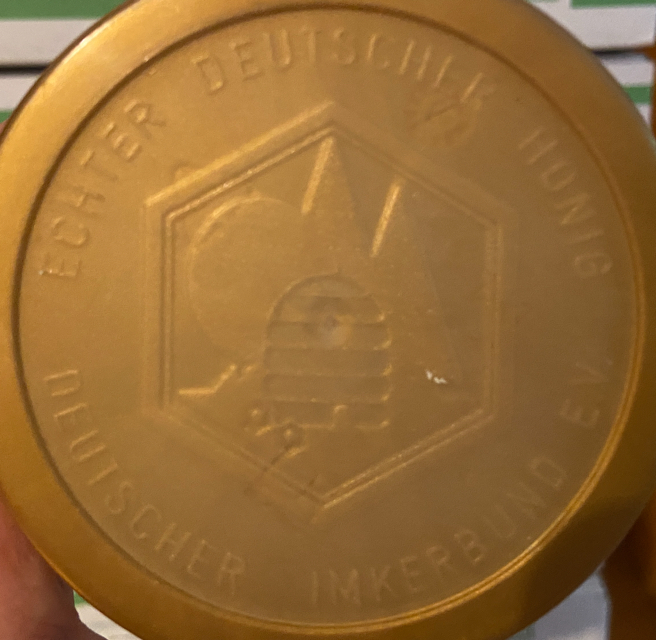 ECHTER DEUTSCHER HONIG
DEUTSCHER IMKERBUND E.V.